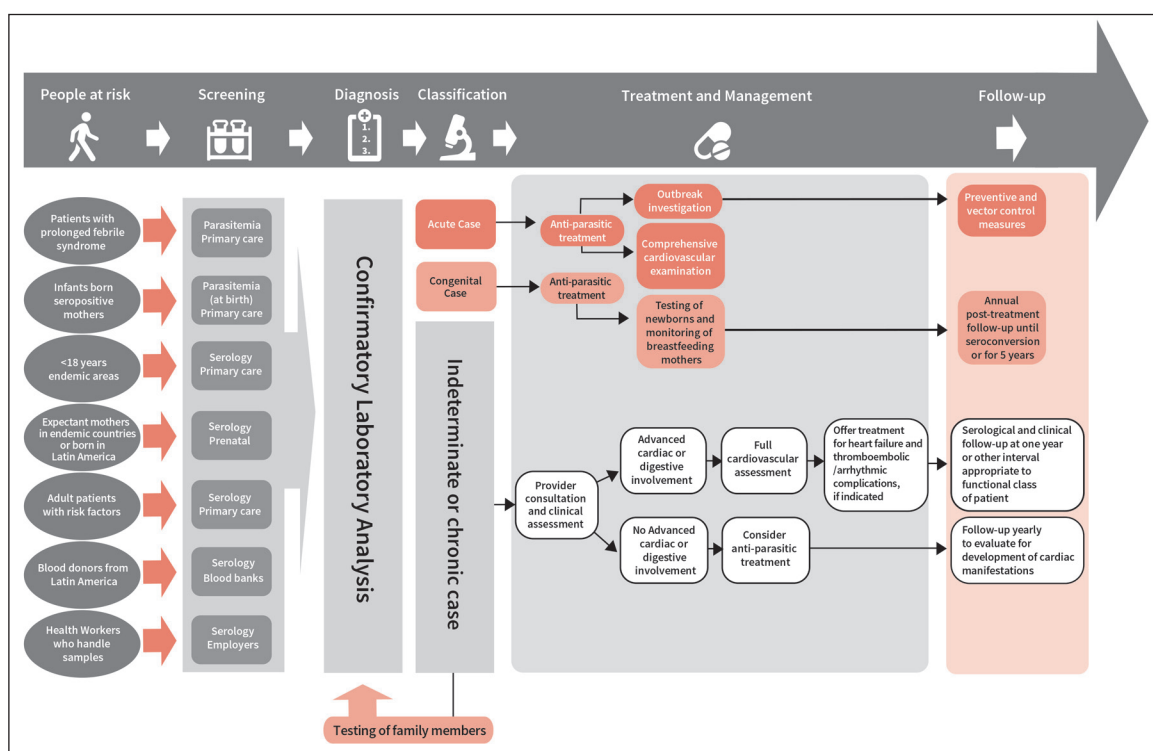 People at risk
Screening
Diagnosis
Classification
Treatment and Management
Follow-up
1.
2.
3.
Patients with
prolonged febrile
syndrome
Infants born
seropositive
mothers
<18 years
endemic areas
Expectant mothers
in endemic countries
or born in
Latin America
Adult patients
with risk factors
Blood donors from
Latin America
Health Workers
who handle
samples
Parasitemia
Primary care
Parasitemia
(at birth)
Primary care
Serology
Primary care
Serology
Prenatal
Serology
Primary care
Serology
Blood banks
Serology
Employers
Confirmatory Laboratory Analysis
Acute Case
Congenital
Case
Indeterminate or chronic case
Testing of family members
Anti-parasitic
treatment
Outbreak
investigation
Comprehensive
cardiovascular
examination
Anti-parasitic
treatment
Testing of
newborns and
monitoring of
breastfeeding
mothers
Provider
consultation
and clinical
assessment
Advanced
cardiac or
digestive
involvement
Full
cardiovascular
assessment
Offer treatment
for heart failure and
thromboembolic
/arrhythmic
complications,
if indicated
No Advanced
cardiac or
digestive
involvement
Consider
anti-parasitic
treatment
Preventive and
vector control
measures
Annual
post-treatment
follow-up until
seroconversion
or for 5 years
Serological and clinical
follow-up at one year
or other interval
appropriate to
functional class
of patient
Follow-up yearly
to evaluate for
development of cardiac
manifestations